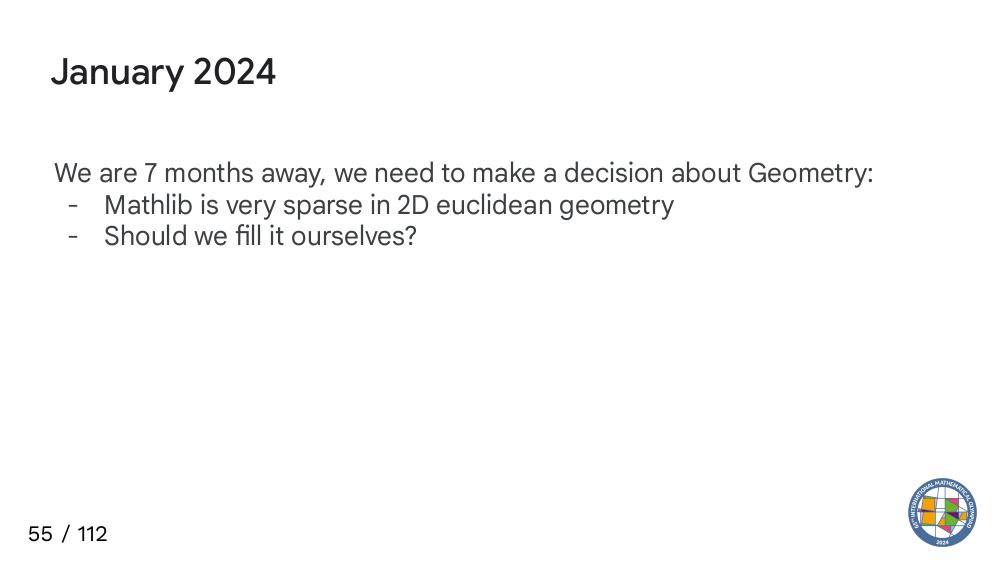 January 2024
We are 7 months away, we need to make a decision about Geometry:
- Mathlib is very sparse in 2D euclidean geometry
- Should we fill it ourselves?
55 / 112
INTERNATIONAL MATHEMATICAL OLYMPIAD
2024